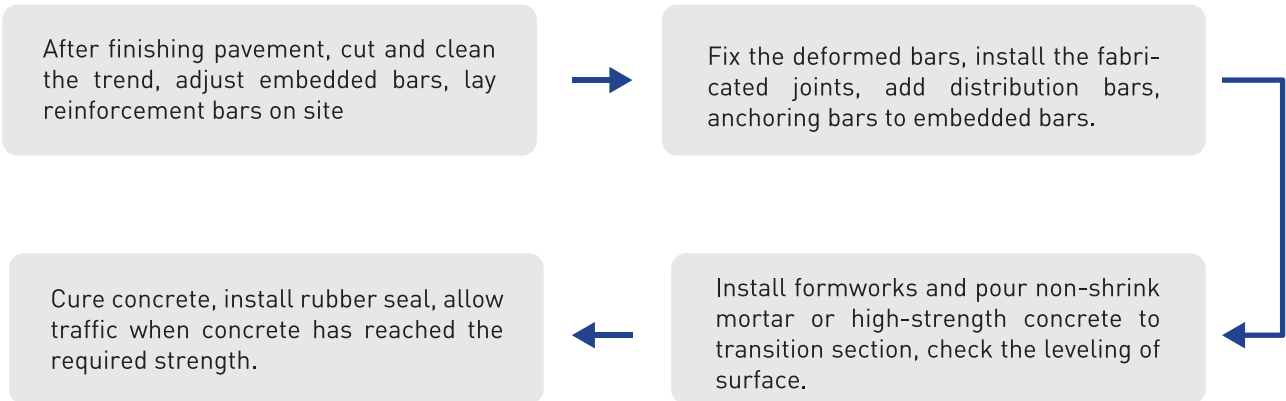 After finishing pavement, cut and clean
the trend, adjust embedded bars, lay
reinforcement bars on site
Fix the deformed bars, install the fabri-
cated joints, add distribution bars,
anchoring bars to embedded bars.
Install formworks and pour non-shrink
mortar or high-strength concrete to
transition section, check the leveling of
surface.
Cure concrete, install rubber seal, allow
traffic when concrete has reached the
required strength.